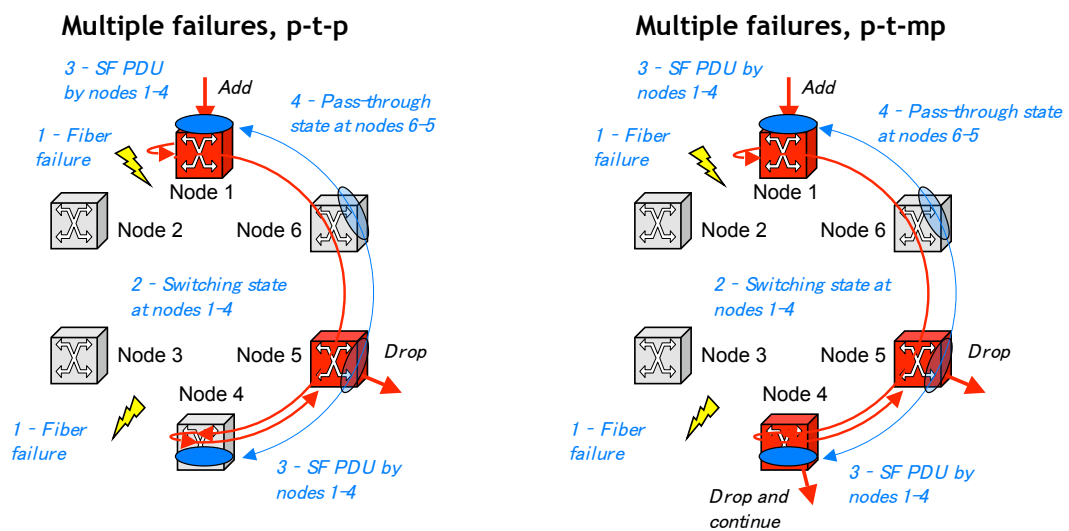 Multiple failures, p-t-p
3 - SF PDU
by nodes 1-4
Add
4 - Pass-through
state at nodes 6-5
1 - Fiber
failure
Node 1
Node 2
Node 6
2 - Switching state
at nodes 1-4
Node 3
Node 5
Drop
Node 4
1 - Fiber
failure
3 - SF PDU by
nodes 1-4
Multiple failures, p-t-mp
3 - SF PDU by
nodes 1-4
Add
4 - Pass-through state
at nodes 6-5
1 - Fiber
failure
Node 1
Node 2
Node 6
2 - Switching state at
nodes 1-4
Node 3
Node 5
Drop
Node 4
1 - Fiber
failure
3 - SF PDU by
nodes 1-4
Drop and
continue